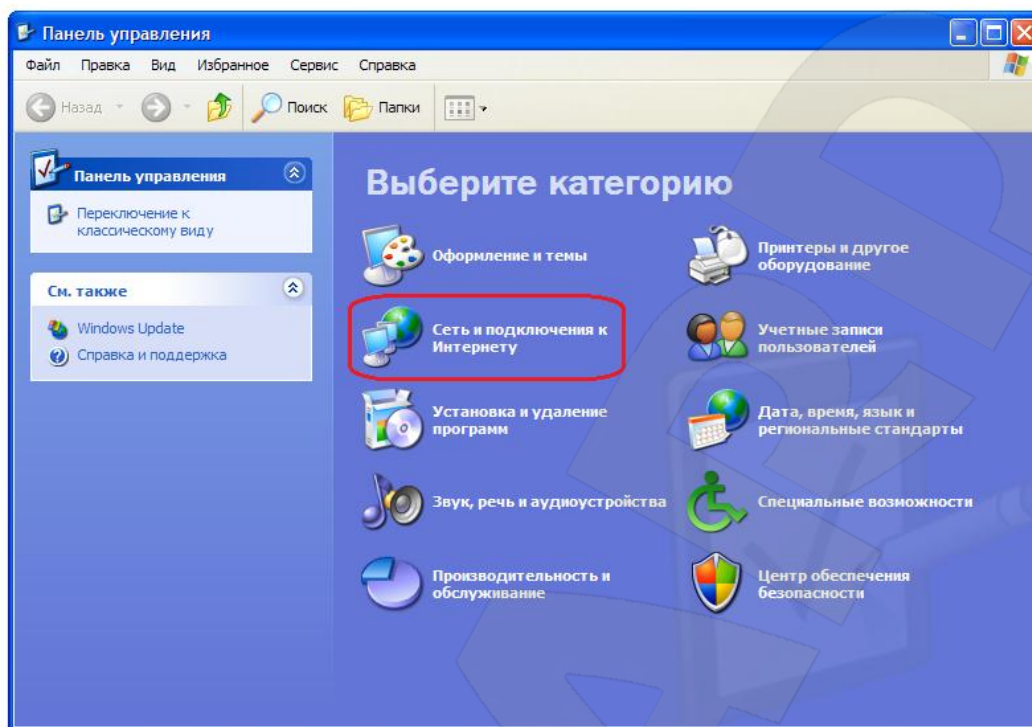 Панель управления
Файл Правка Вид Избранное Сервис Справка
Назад Поиск Папки
Панель управления
Переключение к
классическому виду
См. также
Windows Update
Справка и поддержка
Выберите категорию
Оформление и темы
Принтеры и другое
оборудование
Сеть и подключения к
Интернету
Учетные записи
пользователей
Установка и удаление
программ
Дата, время, язык и
региональные стандарты
Звук, речь и аудиоустройства
Специальные возможности
Производительность и
обслуживание
Центр обеспечения
безопасности